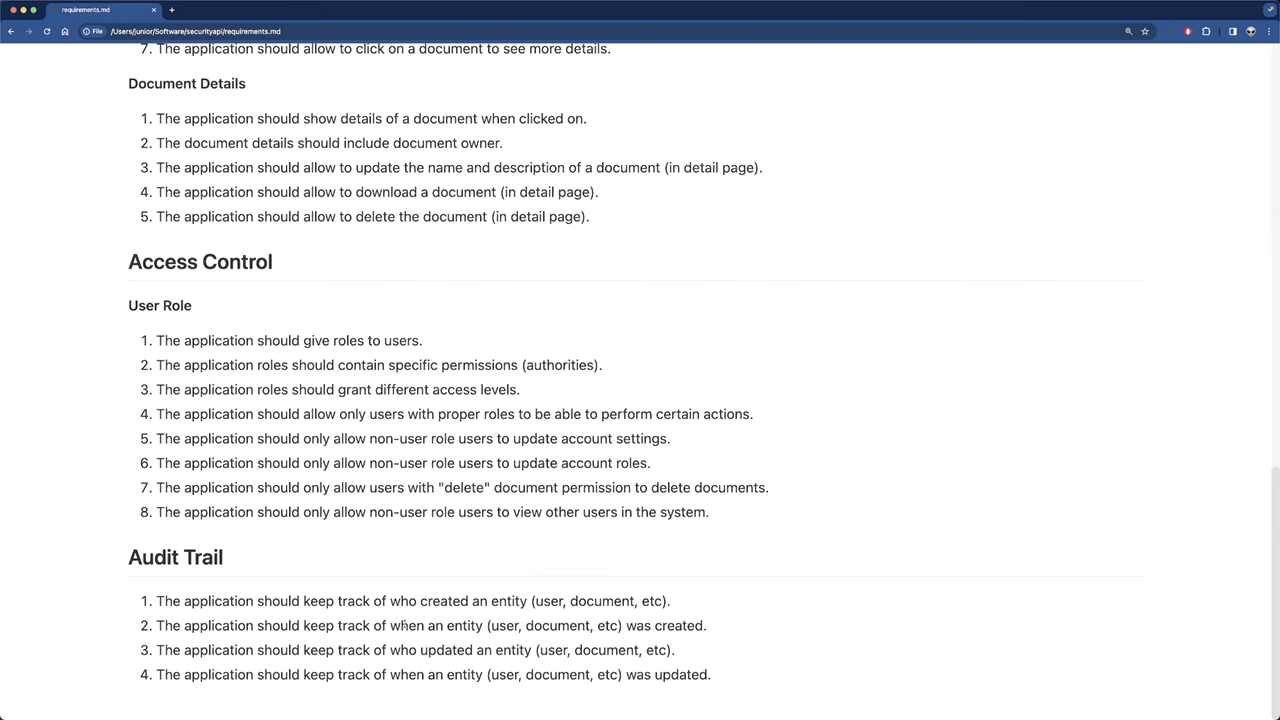 requirements.md
File
/Users/junior/Software/securityapi/requirements.md
7. The application should allow to click on a document to see more details.
Document Details
1. The application should show details of a document when clicked on.
2. The document details should include document owner.
3. The application should allow to update the name and description of a document (in detail page).
4. The application should allow to download a document (in detail page).
5. The application should allow to delete the document (in detail page).
Access Control
User Role
1. The application should give roles to users.
2. The application roles should contain specific permissions (authorities).
3. The application roles should grant different access levels.
4. The application should allow only users with proper roles to be able to perform certain actions.
5. The application should only allow non-user role users to update account settings.
6. The application should only allow non-user role users to update account roles.
7. The application should only allow users with "delete" document permission to delete documents.
8. The application should only allow non-user role users to view other users in the system.
Audit Trail
1. The application should keep track of who created an entity (user, document, etc).
2. The application should keep track of when an entity (user, document, etc) was created.
3. The application should keep track of who updated an entity (user, document, etc).
4. The application should keep track of when an entity (user, document, etc) was updated.